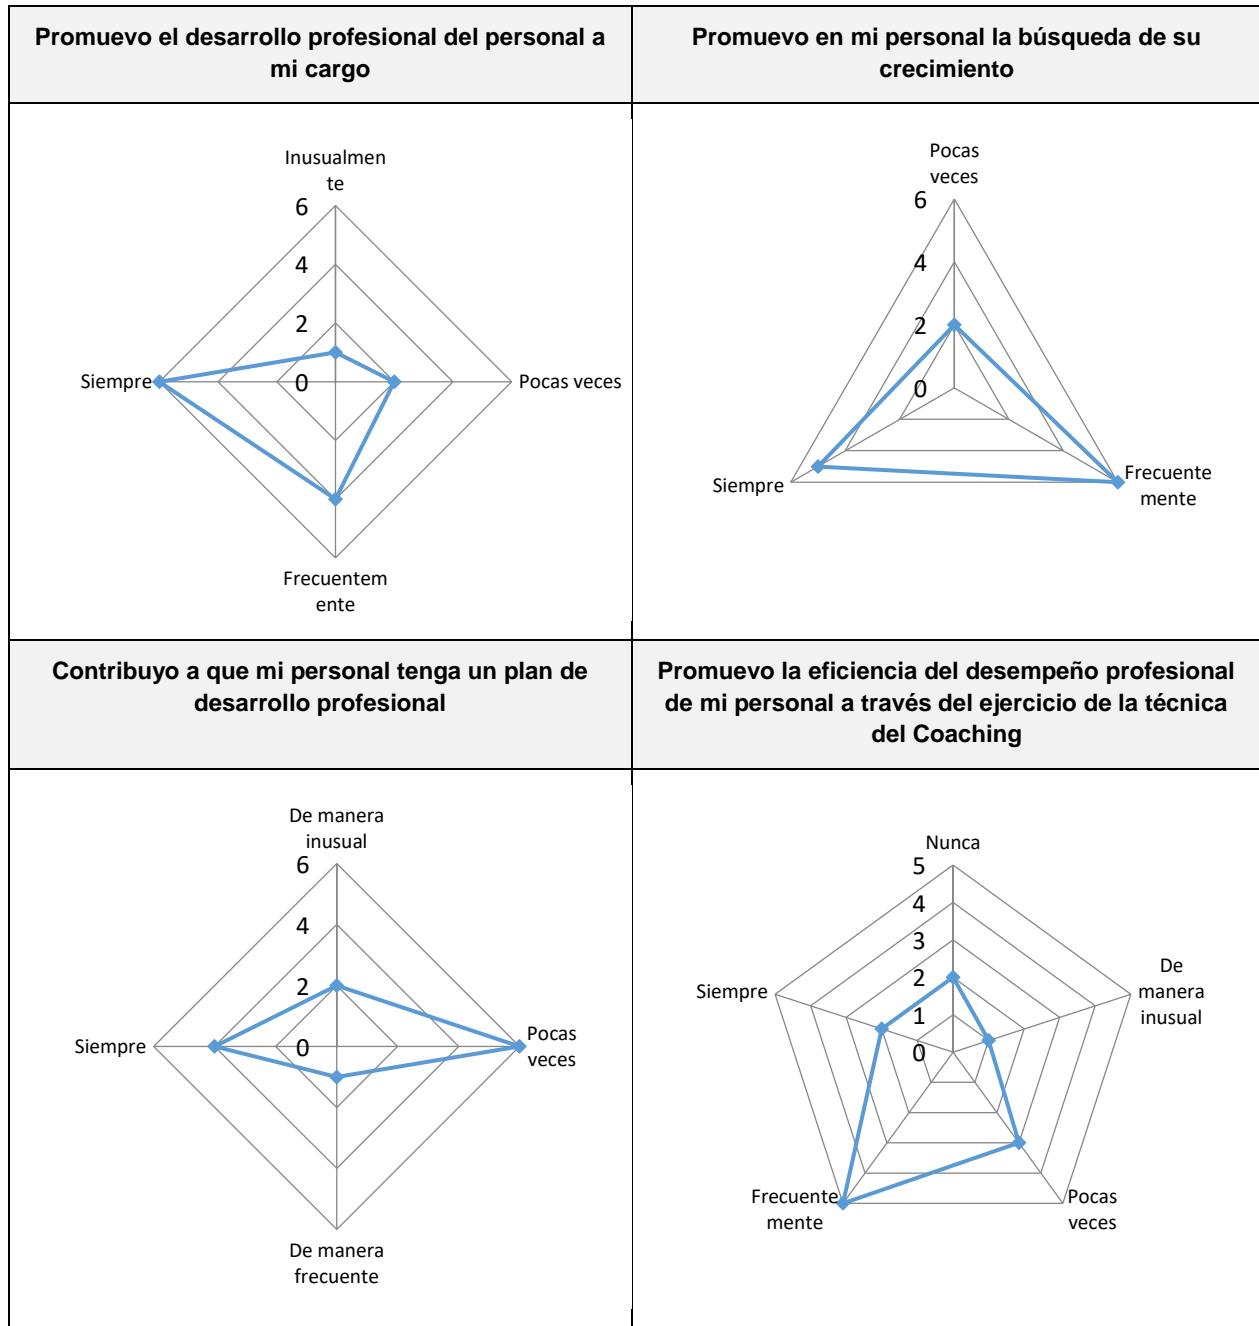 Promuevo el desarrollo profesional del personal a
mi cargo
Promuevo en mi personal la búsqueda de su
crecimiento
Inusualmen
te
6
4
2
0
Siempre
Pocas veces
Frecuentem
ente
Pocas
veces
6
4
2
0
Siempre
Frecuente
mente
Contribuyo a que mi personal tenga un plan de
desarrollo profesional
Promuevo la eficiencia del desempeño profesional
de mi personal a través del ejercicio de la técnica
del Coaching
De manera
inusual
6
4
2
0
Siempre
Pocas
veces
De manera
frecuente
Nunca
5
4
3
2
1
0
Siempre
De
manera
inusual
Frecuente
mente
Pocas
veces